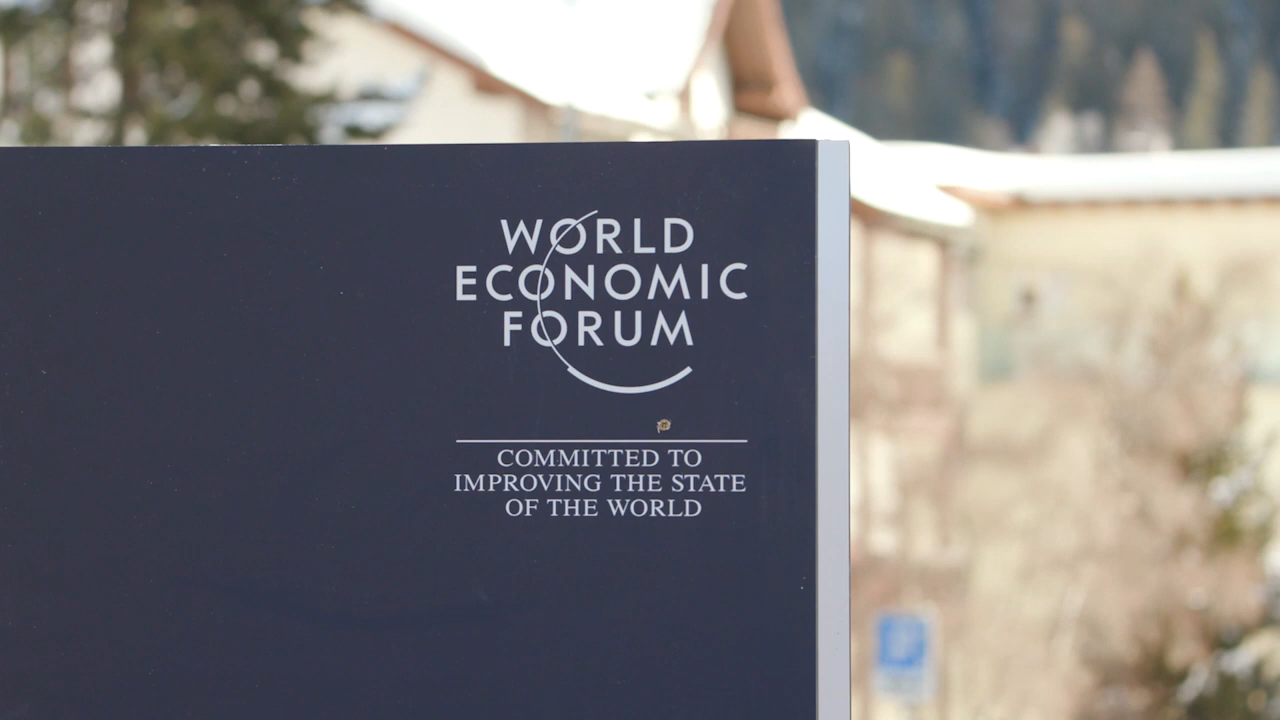 WORLD
ECONOMIC
FORUM
COMMITTED TO
IMPROVING THE STATE
OF THE WORLD
P